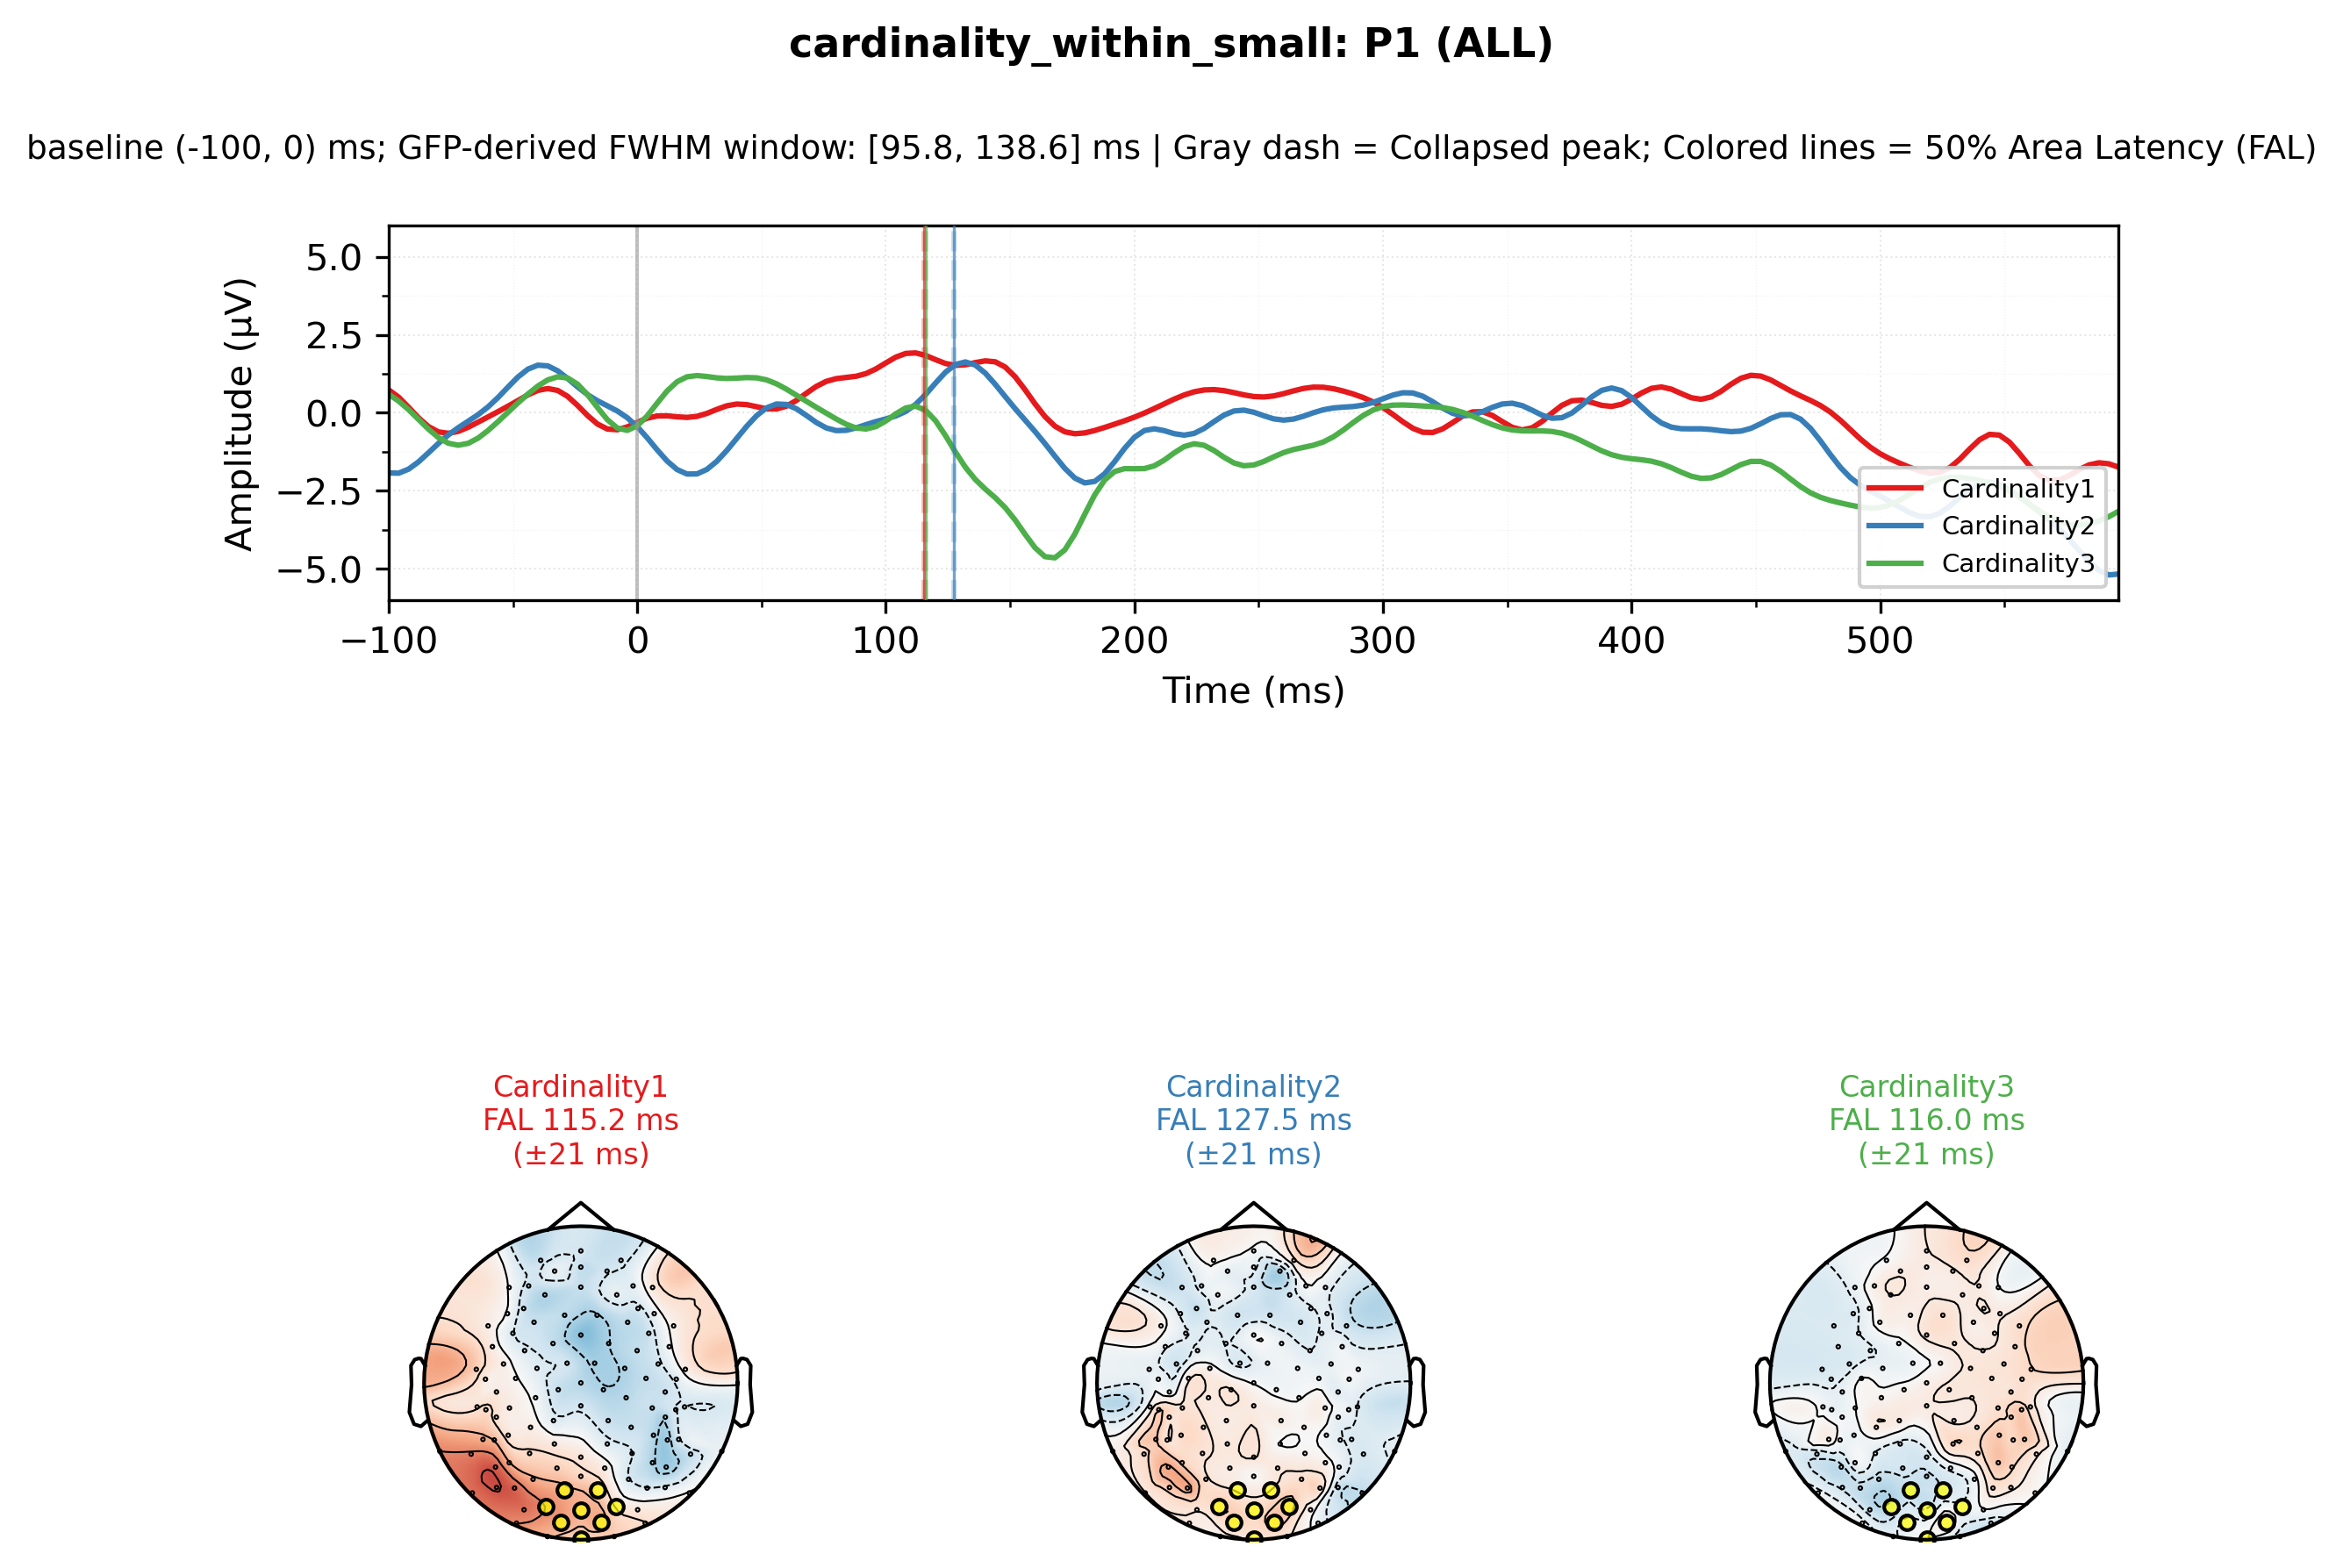 cardinality_within_small: P1 (ALL)
baseline (-100, 0) ms; GFP-derived FWHM window: [95.8, 138.6] ms | Gray dash = Collapsed peak; Colored lines = 50% Area Latency (FAL)
Amplitude (µV)
5.0
2.5
0.0
−2.5
−5.0
Cardinality1
Cardinality2
Cardinality3
−100 0 100 200 300 400 500
Time (ms)
Cardinality1
FAL 115.2 ms
(±21 ms)
Cardinality2
FAL 127.5 ms
(±21 ms)
Cardinality3
FAL 116.0 ms
(±21 ms)